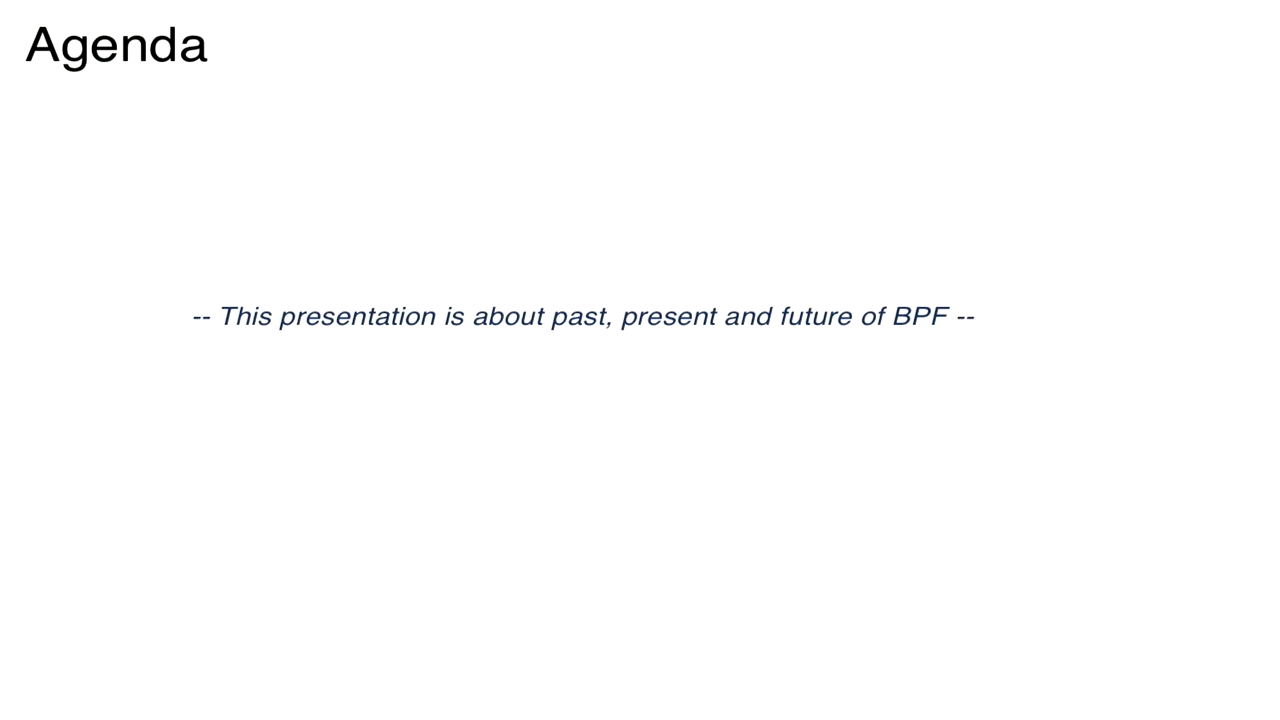 Agenda
-- This presentation is about past, present and future of BPF --